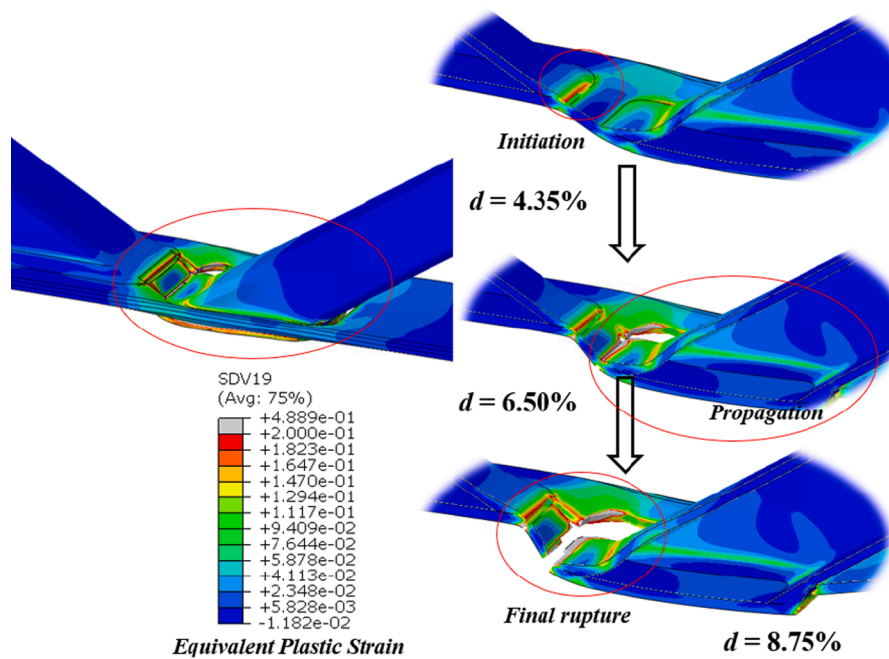 Initiation
d = 4.35%
SDV19
(Avg: 75%)
+4.889e-01
+2.000e-01
+1.823e-01
+1.647e-01
+1.470e-01
+1.294e-01
+1.117e-01
+9.409e-02
+7.644e-02
+5.878e-02
+4.113e-02
+2.348e-02
+5.828e-03
-1.182e-02
Equivalent Plastic Strain
d = 6.50%
Propagation
Final rupture
d = 8.75%